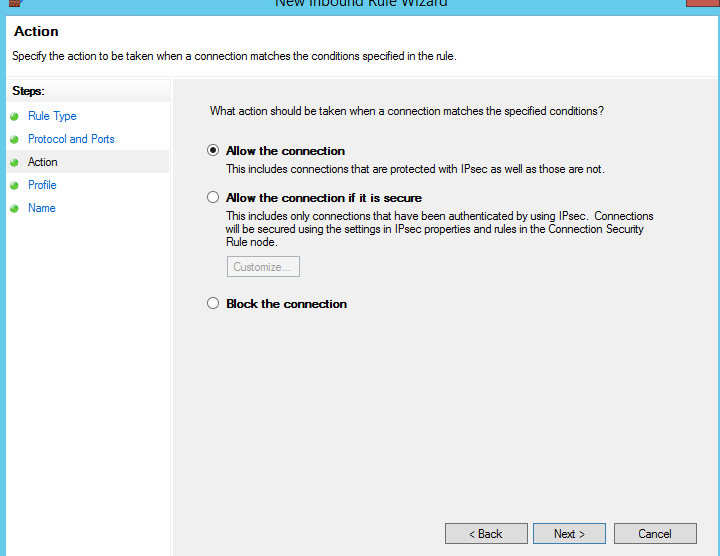 New Inbound Rule Wizard
Action
Specify the action to be taken when a connection matches the conditions specified in the rule.
Steps:
Rule Type
Protocol and Ports
Action
Profile
Name
What action should be taken when a connection matches the specified conditions?
Allow the connection
This includes connections that are protected with IPsec as well as those are not.
Allow the connection if it is secure
This includes only connections that have been authenticated by using IPsec. Connections
will be secured using the settings in IPsec properties and rules in the Connection Security
Rule node.
Customize...
Block the connection
< Back
Next >
Cancel